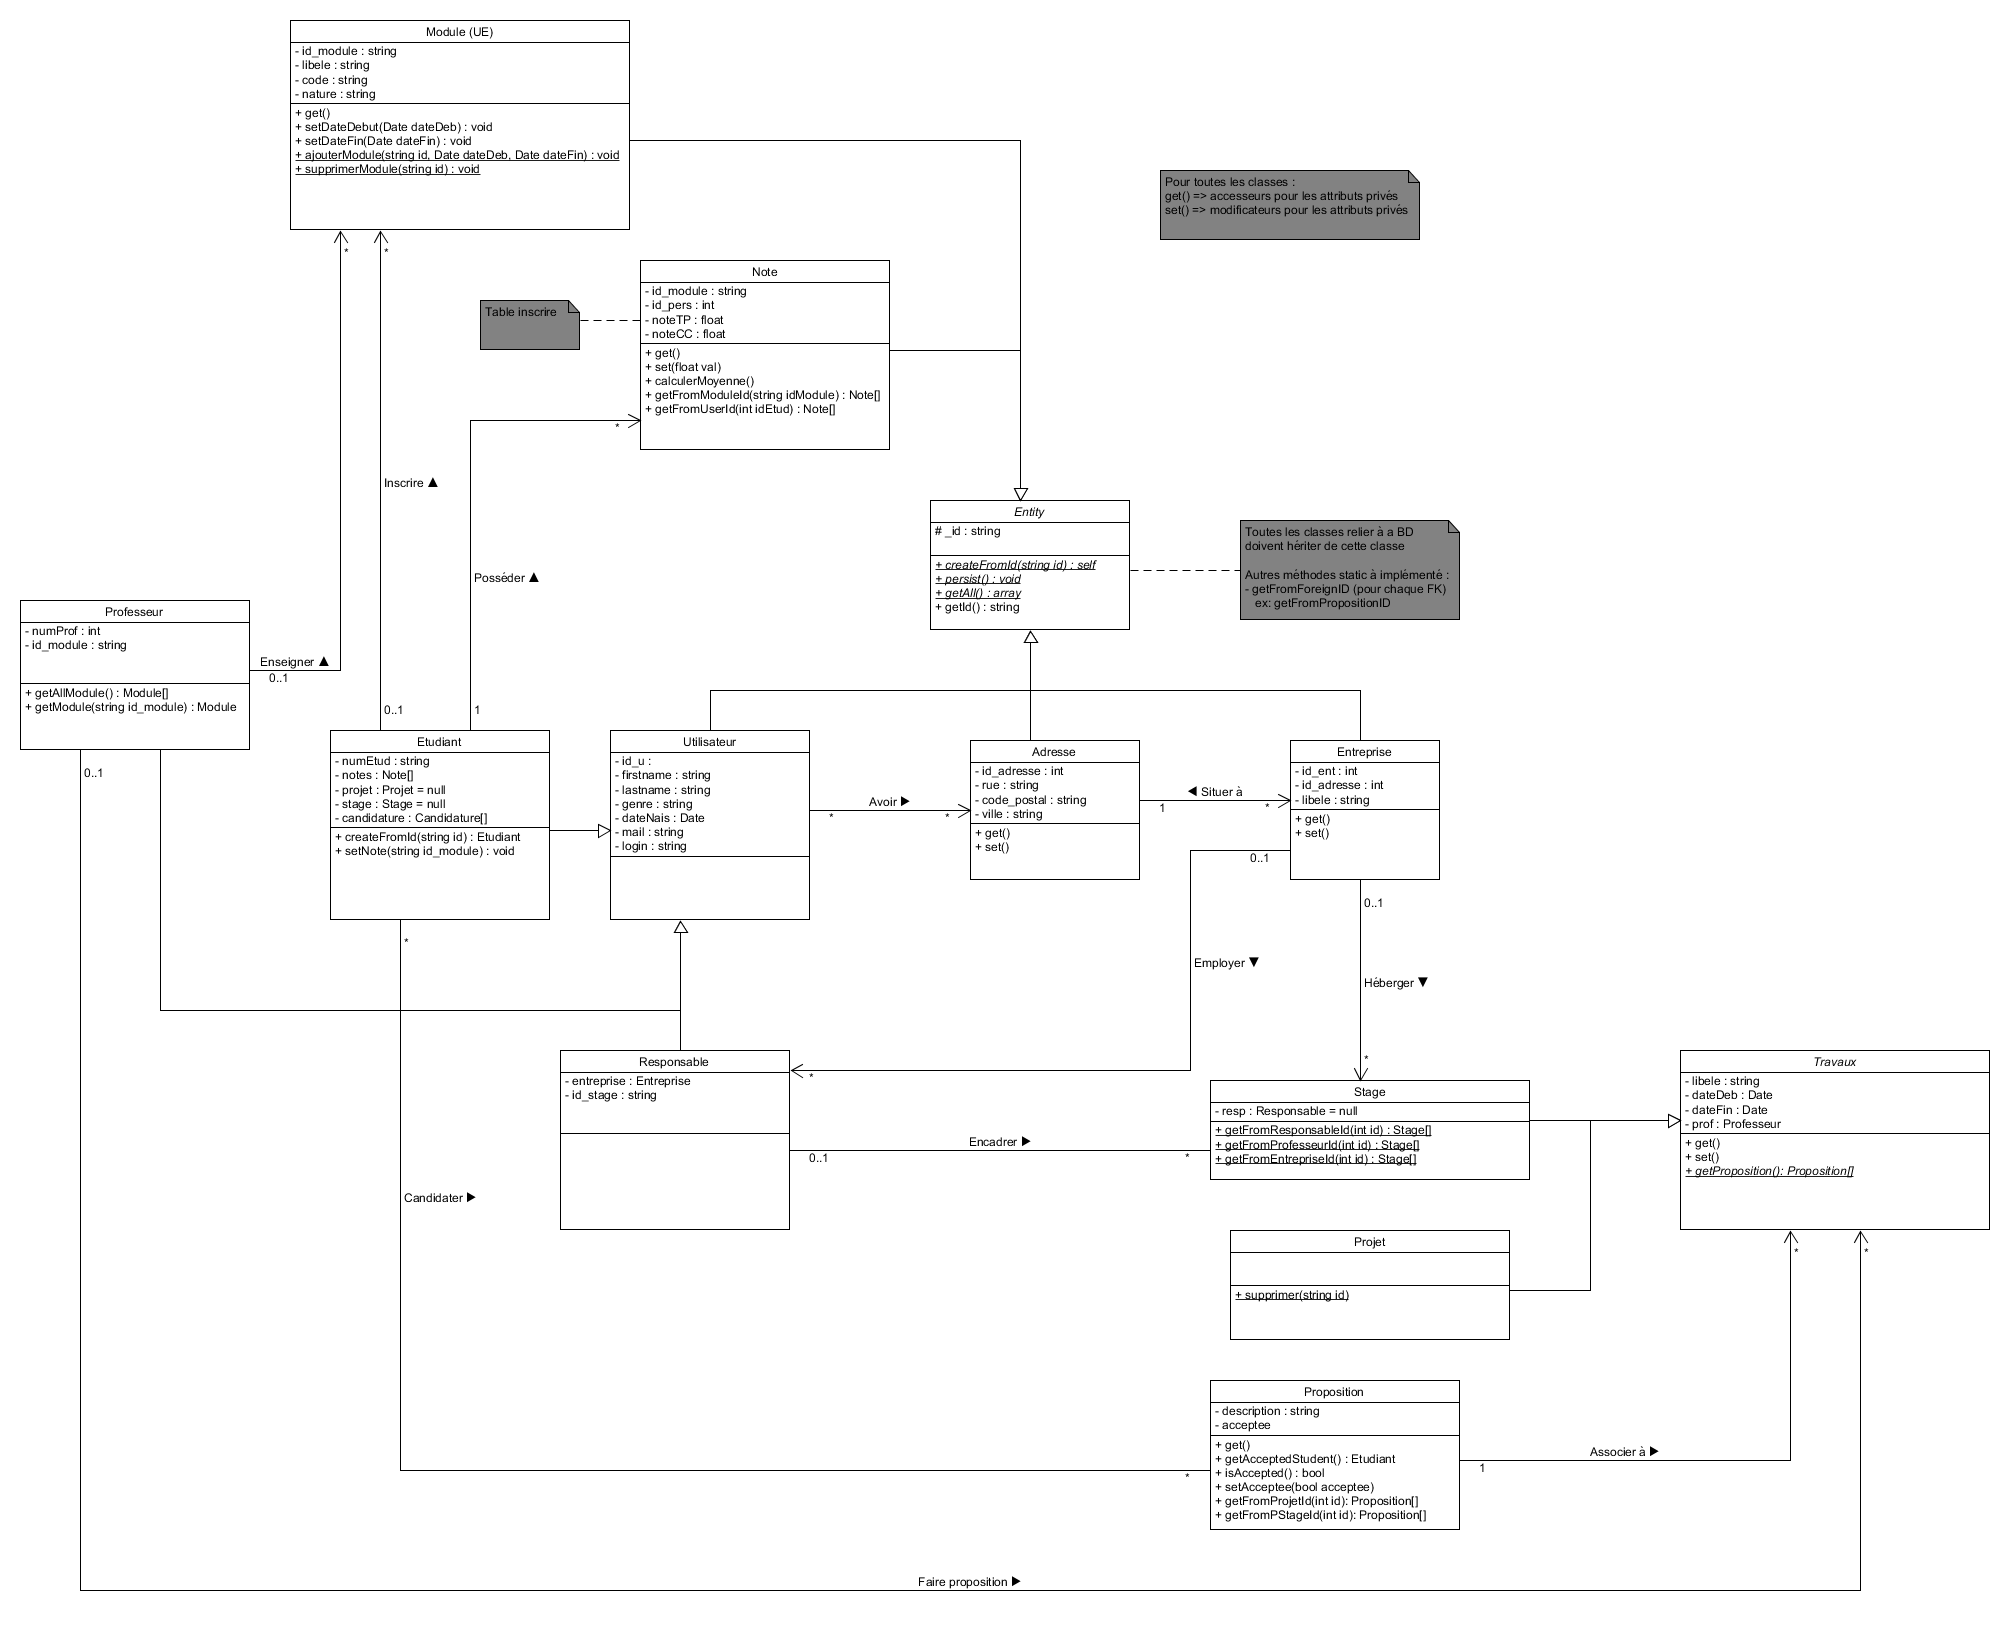 Module (UE)
- id_module : string
- libele : string
- code : string
- nature : string
+ get()
+ setDateDebut(Date dateDeb) : void
+ setDateFin(Date dateFin) : void
+ ajouterModule(string id, Date dateDeb, Date dateFin) : void
+ supprimerModule(string id) : void
Pour toutes les classes :
get() => accesseurs pour les attributs privés
set() => modificateurs pour les attributs privés
*
*
Note
- id_module : string
- id_pers : int
- noteTP : float
- noteCC : float
+ get()
+ set(float val)
+ calculerMoyenne()
+ getFromModuleId(string idModule) : Note[]
+ getFromUserId(int idEtud) : Note[]
Table inscrire
*
Inscrire ▲
Posséder ▲
Entity
# _id : string
+ createFromId(string id) : self
+ persist() : void
+ getAll() : array
+ getId() : string
Toutes les classes relier à a BD
doivent hériter de cette classe
Autres méthodes static à implémenté :
- getFromForeignID (pour chaque FK)
ex: getFromPropositionID
Professeur
- numProf : int
- id_module : string
+ getAllModule() : Module[]
+ getModule(string id_module) : Module
Enseigner ▲
0..1
0..1
1
0..1
Etudiant
- numEtud : string
- notes : Note[]
- projet : Projet = null
- stage : Stage = null
- candidature : Candidature[]
+ createFromId(string id) : Etudiant
+ setNote(string id_module) : void
Utilisateur
- id_u :
- firstname : string
- lastname : string
- genre : string
- dateNais : Date
- mail : string
- login : string
Avoir ►
*
*
Adresse
- id_adresse : int
- rue : string
- code_postal : string
- ville : string
+ get()
+ set()
◄ Situer à
1
*
Entreprise
- id_ent : int
- id_adresse : int
- libele : string
+ get()
+ set()
0..1
0..1
*
Employer ▼
Héberger ▼
*
*
Responsable
- entreprise : Entreprise
- id_stage : string
Encadrer ►
0..1
*
Stage
- resp : Responsable = null
+ getFromResponsableId(int id) : Stage[]
+ getFromProfesseurId(int id) : Stage[]
+ getFromEntrepriseId(int id) : Stage[]
Travaux
- libele : string
- dateDeb : Date
- dateFin : Date
- prof : Professeur
+ get()
+ set()
+ getProposition(): Proposition[]
*
*
Candidater ►
Projet
+ supprimer(string id)
Proposition
- description : string
- acceptee
+ get()
+ getAcceptedStudent() : Etudiant
+ isAccepted() : bool
+ setAcceptee(bool acceptee)
+ getFromProjetId(int id): Proposition[]
+ getFromPStageId(int id): Proposition[]
*
Associer à ►
1
Faire proposition ►